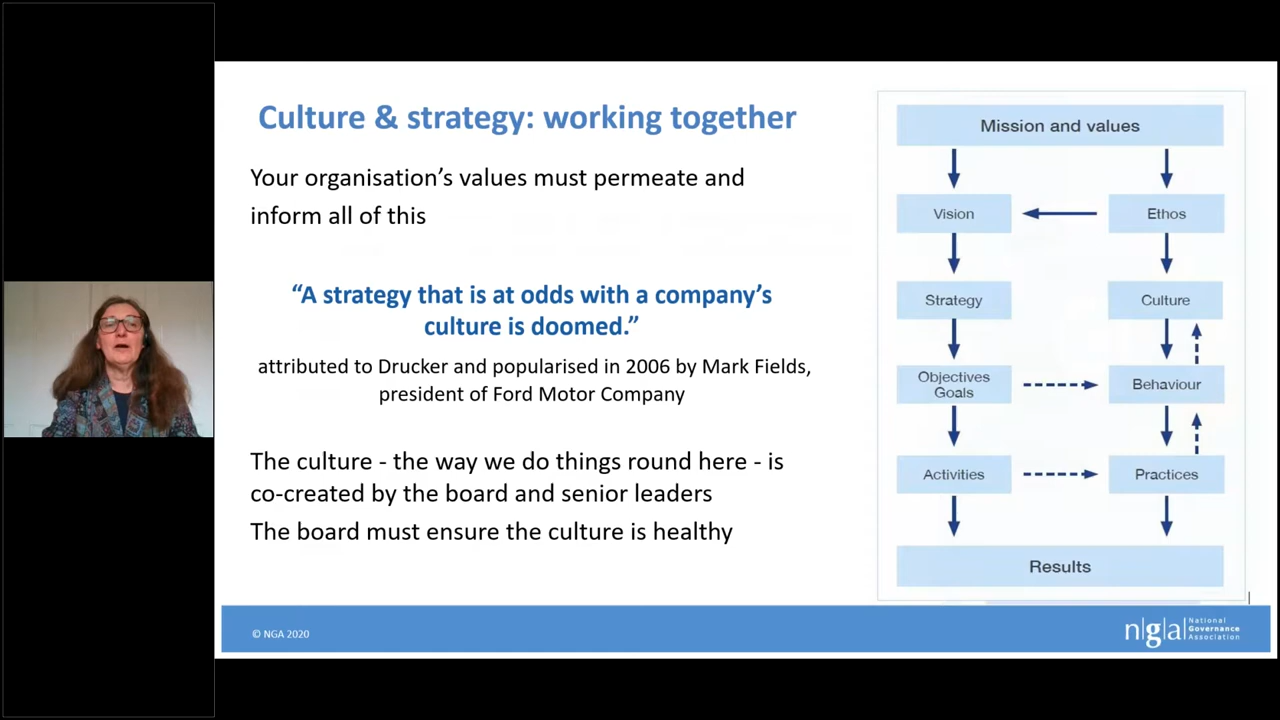 Culture & strategy: working together
Your organisation’s values must permeate and
inform all of this
“A strategy that is at odds with a company’s
culture is doomed.”
attributed to Drucker and popularised in 2006 by Mark Fields,
president of Ford Motor Company
The culture - the way we do things round here - is
co-created by the board and senior leaders
The board must ensure the culture is healthy
Mission and values
Vision
Ethos
Strategy
Culture
Objectives
Goals
Behaviour
Activities
Practices
Results
© NGA 2020
n|g|a|
National
Governance
Association